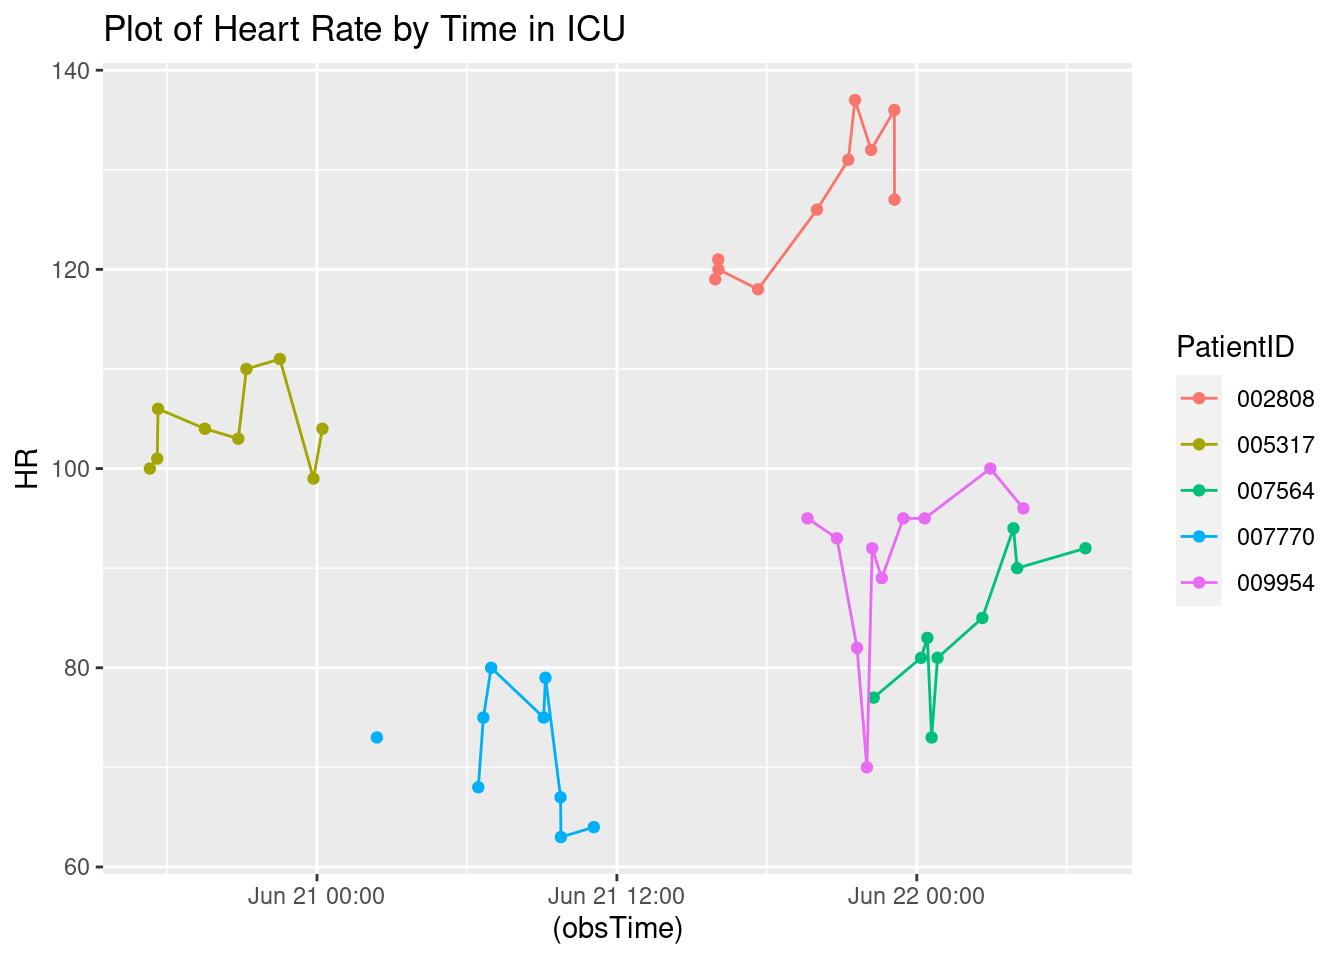 Plot of Heart Rate by Time in ICU
140
120
100
80
60
HR
Jun 21 00:00
Jun 21 12:00
Jun 22 00:00
(obsTime)
PatientID
002808
005317
007564
007770
009954